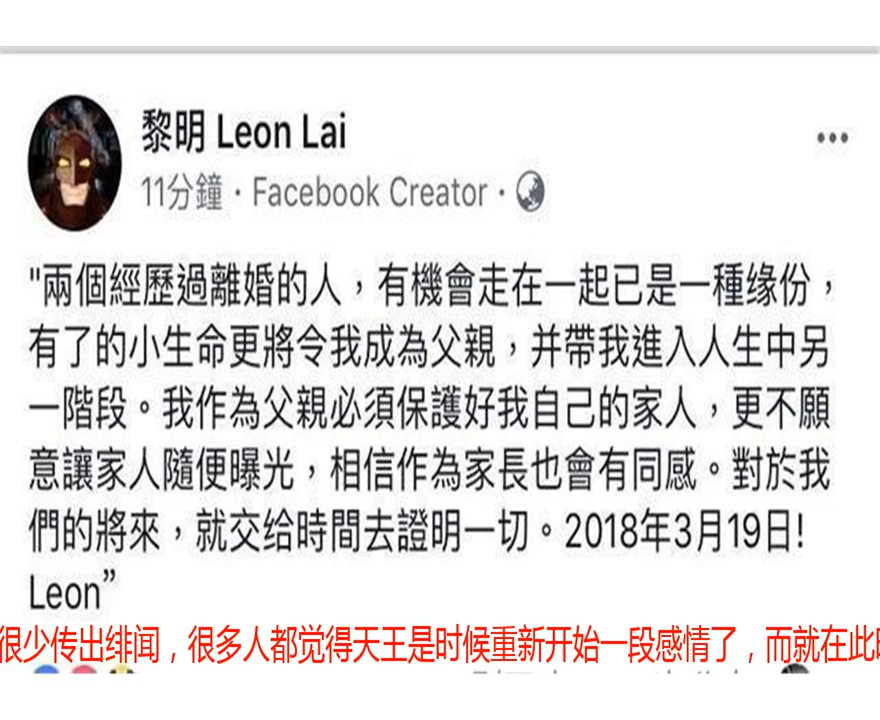 黎明 Leon Lai
11分鐘 · Facebook Creator ·
"兩個經歷過離婚的人，有機會走在一起已是一種缘份，
有了的小生命更將令我成為父親，并帶我進入人生中另
一階段。我作為父親必須保護好我自己的家人，更不願
意讓家人隨便曝光，相信作為家長也會有同感。對於我
們的將來，就交给時間去證明一切。2018年3月19日!
Leon”
很少传出绯闻，很多人都觉得天王是时候重新开始一段感情了，而就在此